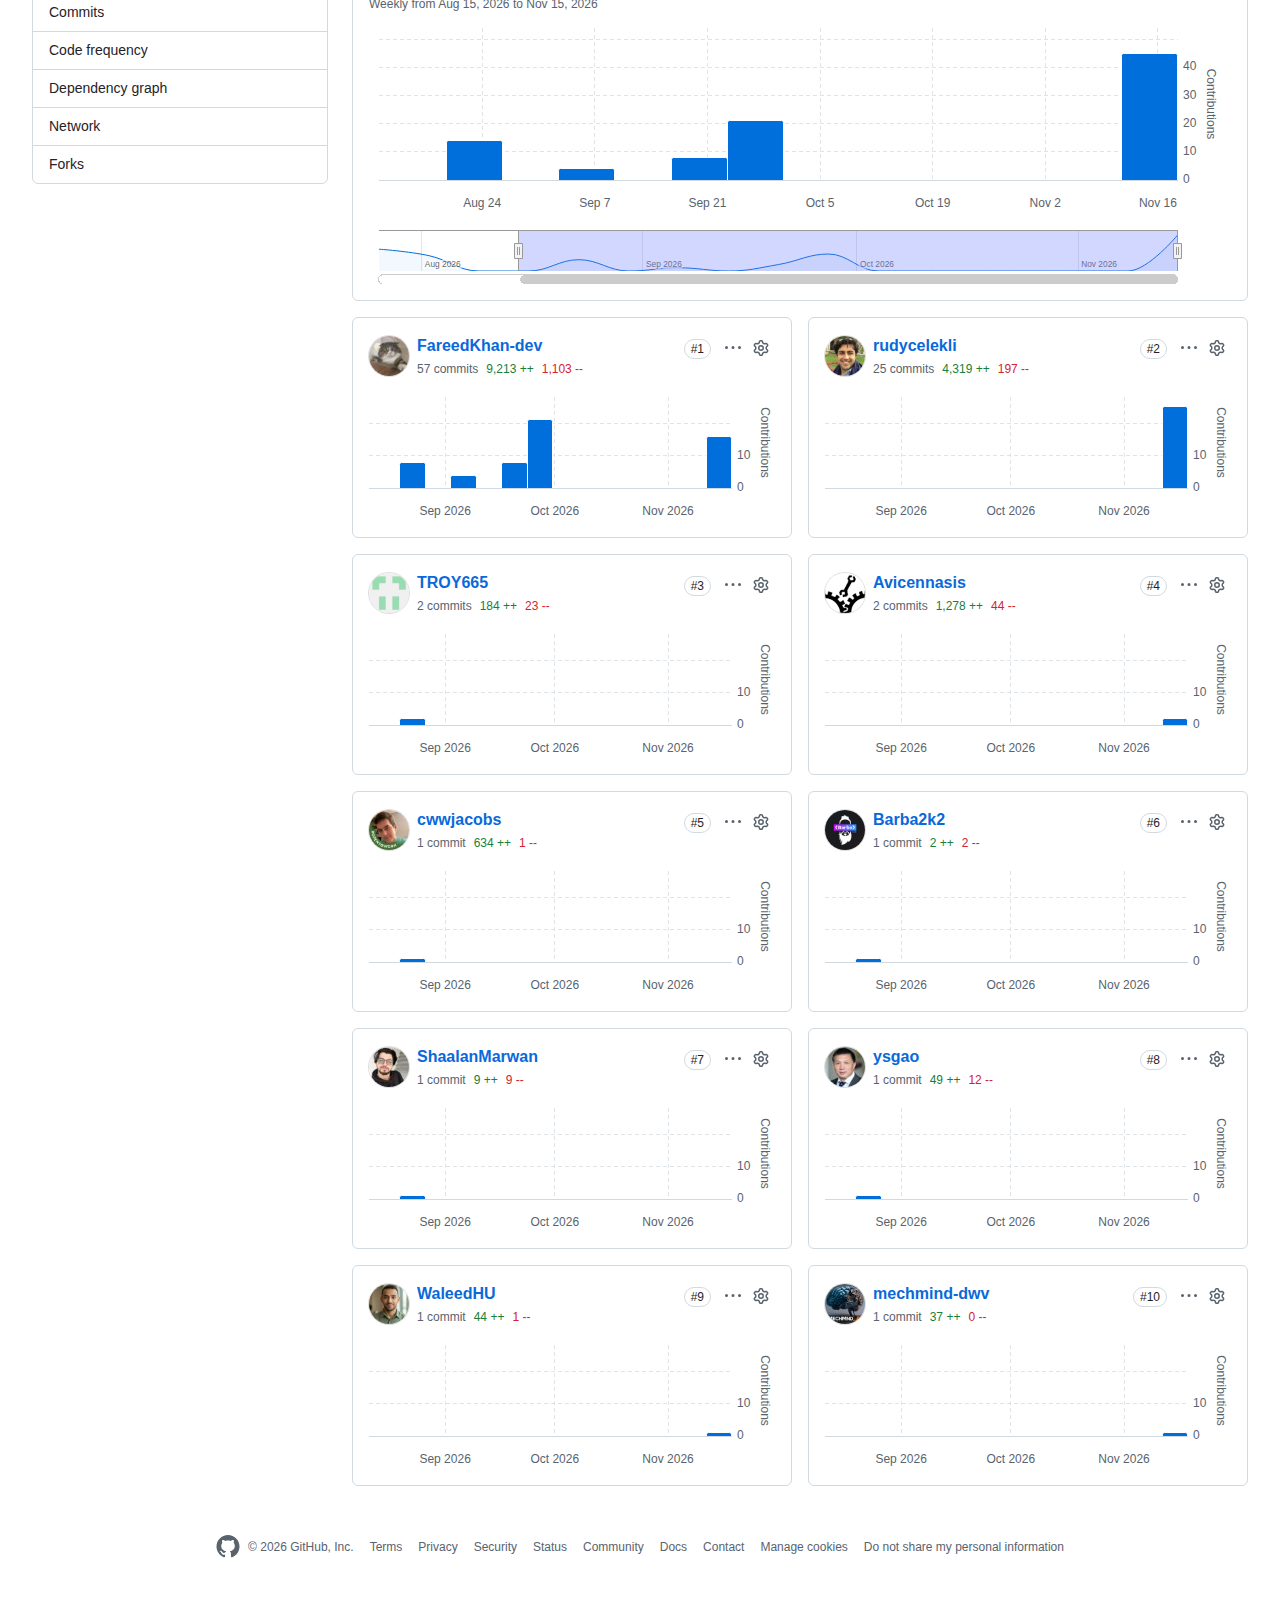 Commits
Code frequency
Dependency graph
Network
Forks
Weekly from Aug 15, 2026 to Nov 15, 2026
40
30
20
10
0
Contributions
Aug 24 Sep 7 Sep 21 Oct 5 Oct 19 Nov 2 Nov 16
Aug 2026 Sep 2026 Oct 2026 Nov 2026
FareedKhan-dev #1
57 commits 9,213 ++ 1,103 --
10
0
Contributions
Sep 2026 Oct 2026 Nov 2026
rudycelekli #2
25 commits 4,319 ++ 197 --
10
0
Contributions
Sep 2026 Oct 2026 Nov 2026
TROY665 #3
2 commits 184 ++ 23 --
10
0
Contributions
Sep 2026 Oct 2026 Nov 2026
Avicennasis #4
2 commits 1,278 ++ 44 --
10
0
Contributions
Sep 2026 Oct 2026 Nov 2026
cwwjacobs #5
1 commit 634 ++ 1 --
10
0
Contributions
Sep 2026 Oct 2026 Nov 2026
Barba2k2 #6
1 commit 2 ++ 2 --
10
0
Contributions
Sep 2026 Oct 2026 Nov 2026
ShaalanMarwan #7
1 commit 9 ++ 9 --
10
0
Contributions
Sep 2026 Oct 2026 Nov 2026
ysgao #8
1 commit 49 ++ 12 --
10
0
Contributions
Sep 2026 Oct 2026 Nov 2026
WaleedHU #9
1 commit 44 ++ 1 --
10
0
Contributions
Sep 2026 Oct 2026 Nov 2026
mechmind-dwv #10
1 commit 37 ++ 0 --
10
0
Contributions
Sep 2026 Oct 2026 Nov 2026
© 2026 GitHub, Inc. Terms Privacy Security Status Community Docs Contact Manage cookies Do not share my personal information